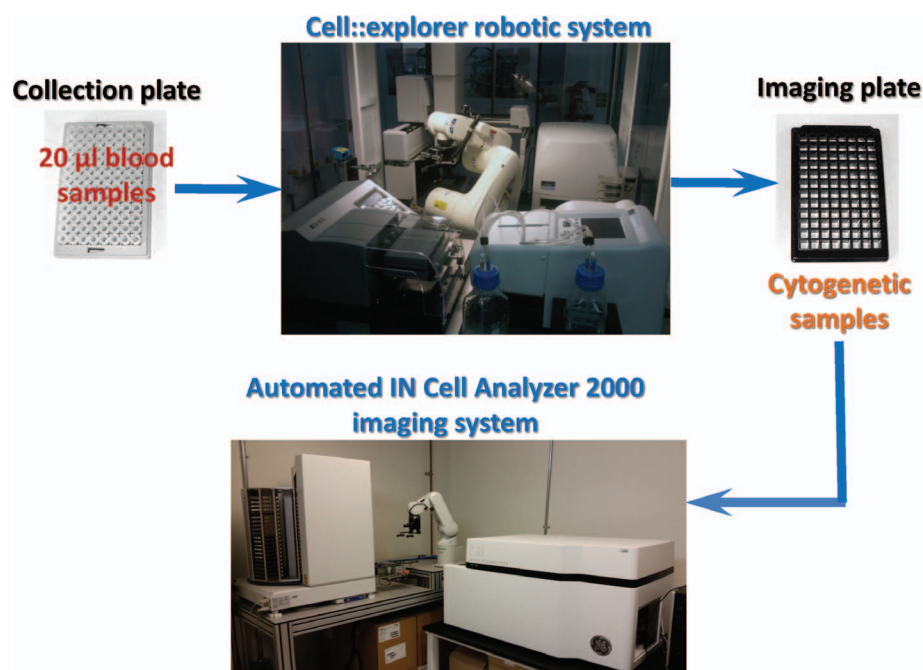 Cell::explorer robotic system
Collection plate
Imaging plate
20 µl blood
samples
Cytogenetic
samples
Automated IN Cell Analyzer 2000
imaging system